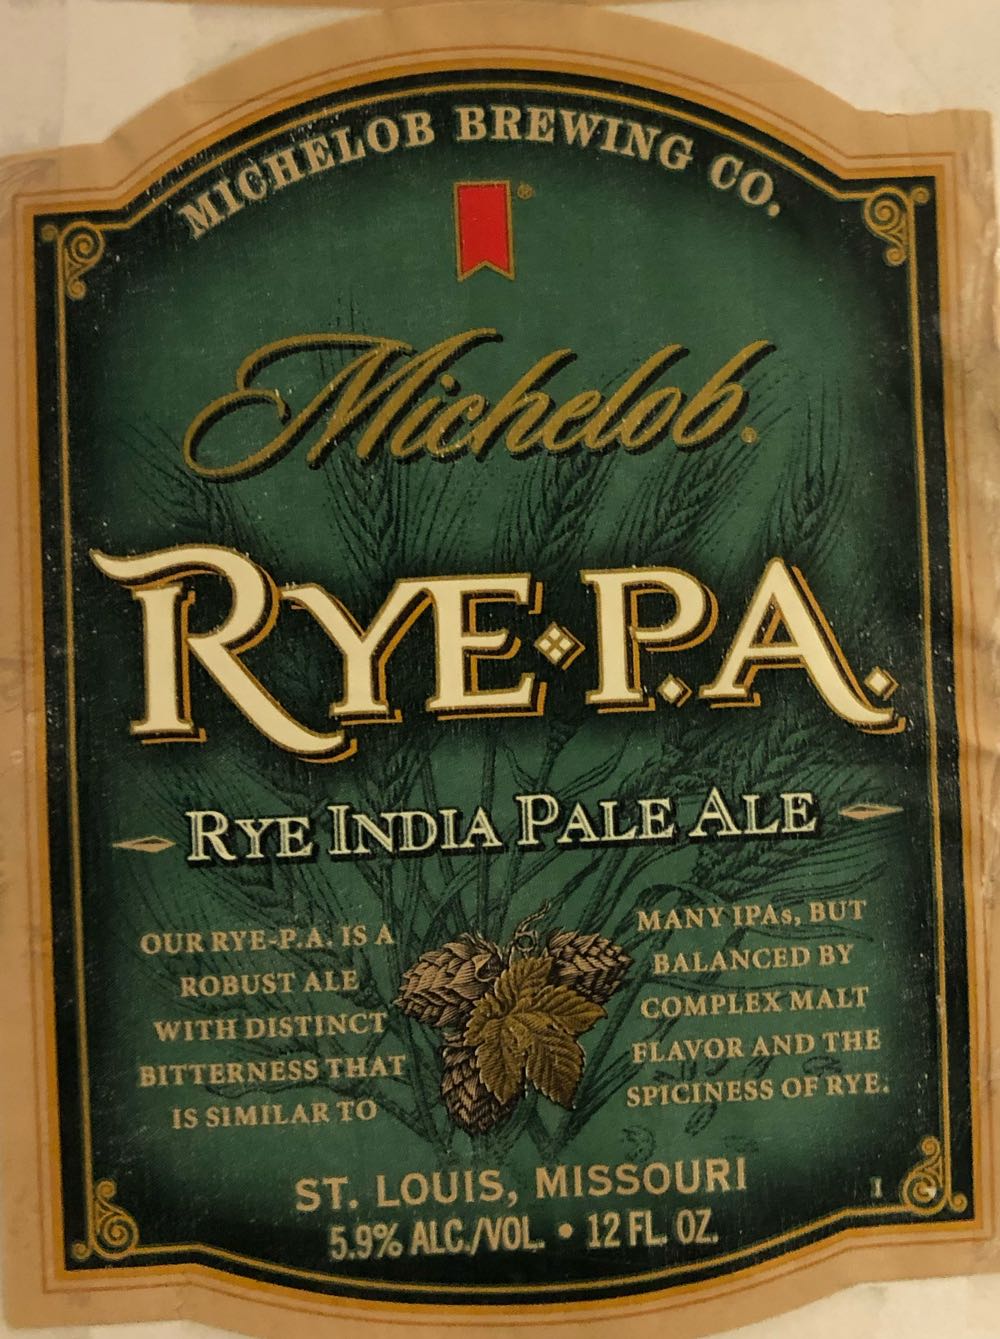 MICHELOB BREWING CO.
®
Michelob.
RYE·P.A.
RYE INDIA PALE ALE
OUR RYE-P.A. IS A
ROBUST ALE
WITH DISTINCT
BITTERNESS THAT
IS SIMILAR TO
MANY IPAs, BUT
BALANCED BY
COMPLEX MALT
FLAVOR AND THE
SPICINESS OF RYE.
ST. LOUIS, MISSOURI
5.9% ALC./VOL. • 12 FL. OZ.